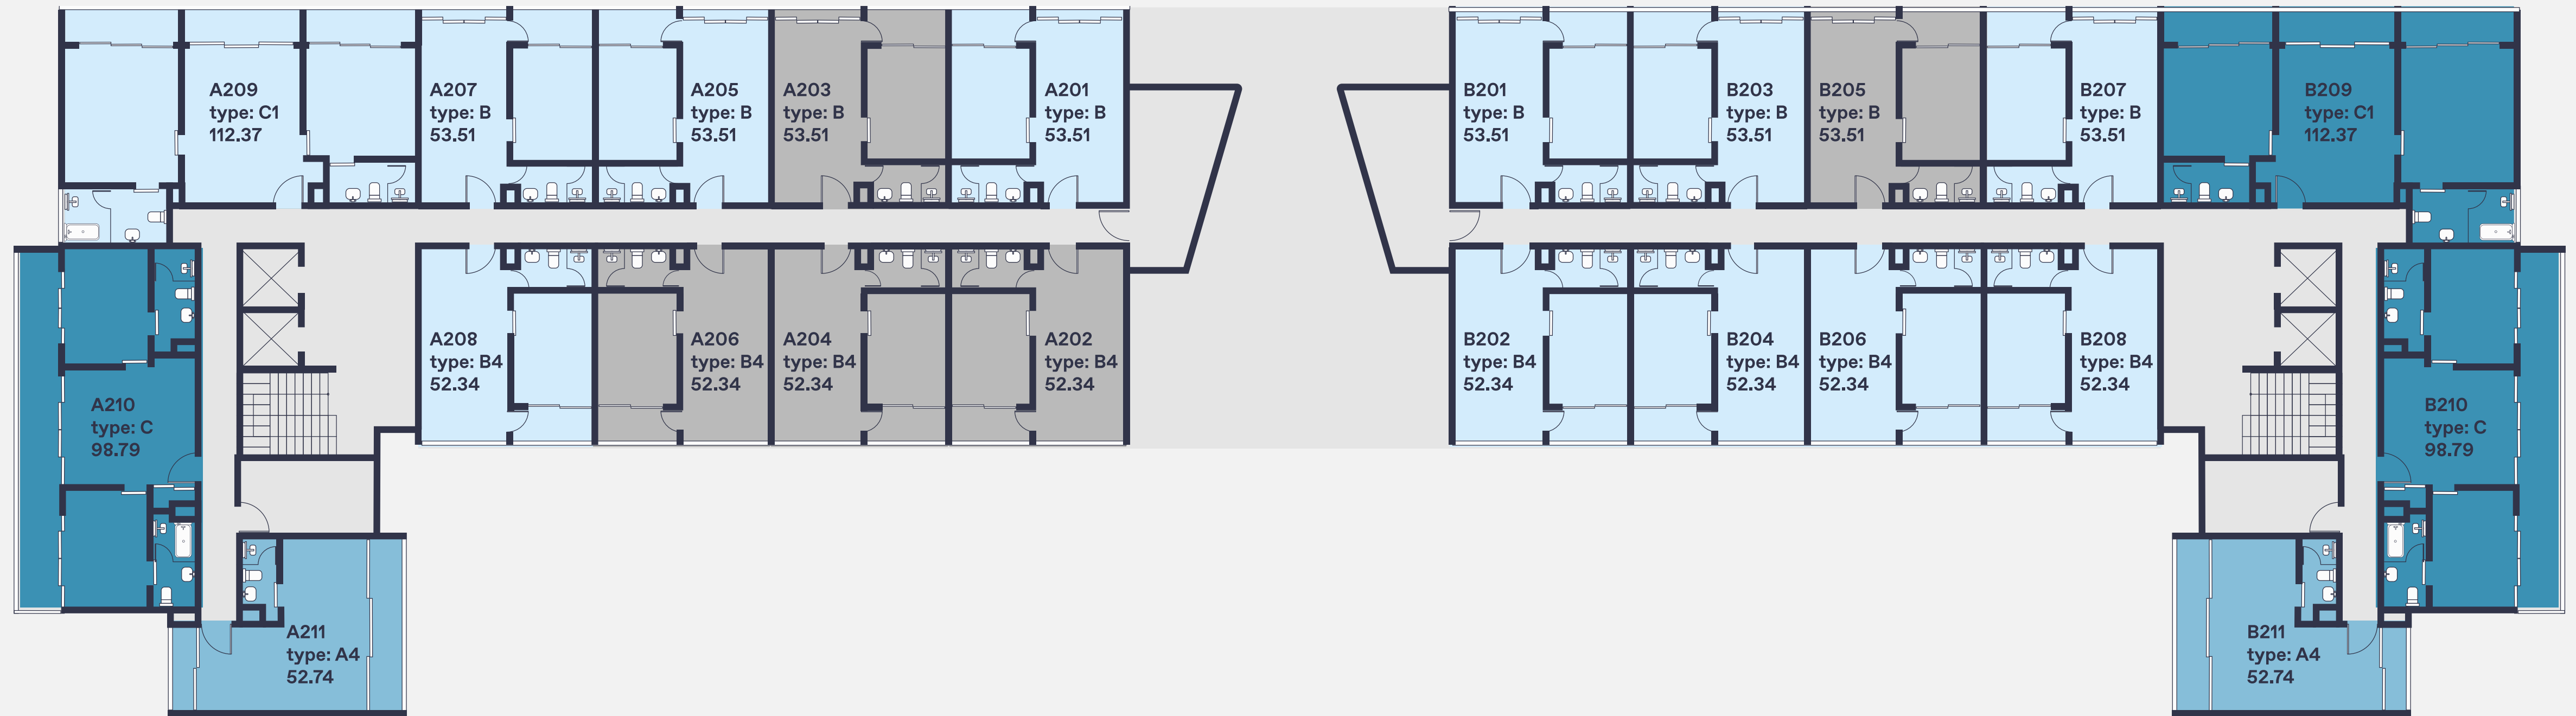 A209
type: C1
112.37
A207
type: B
53.51
A205
type: B
53.51
A203
type: B
53.51
A201
type: B
53.51
B201
type: B
53.51
B203
type: B
53.51
B205
type: B
53.51
B207
type: B
53.51
B209
type: C1
112.37
A208
type: B4
52.34
A206
type: B4
52.34
A204
type: B4
52.34
A202
type: B4
52.34
B202
type: B4
52.34
B204
type: B4
52.34
B206
type: B4
52.34
B208
type: B4
52.34
A210
type: C
98.79
B210
type: C
98.79
A211
type: A4
52.74
B211
type: A4
52.74